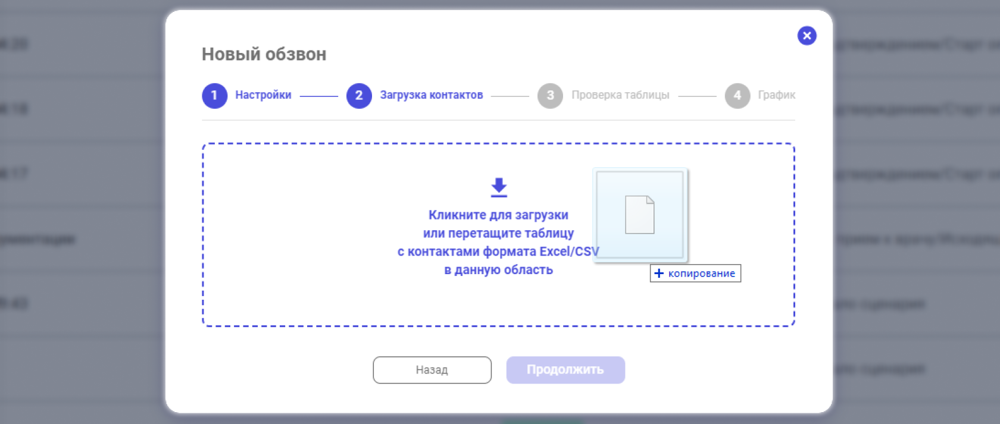 Новый обзвон
1 Настройки 2 Загрузка контактов 3 Проверка таблицы 4 График
Кликните для загрузки
или перетащите таблицу
с контактами формата Excel/CSV
в данную область
+ копирование
Назад Продолжить